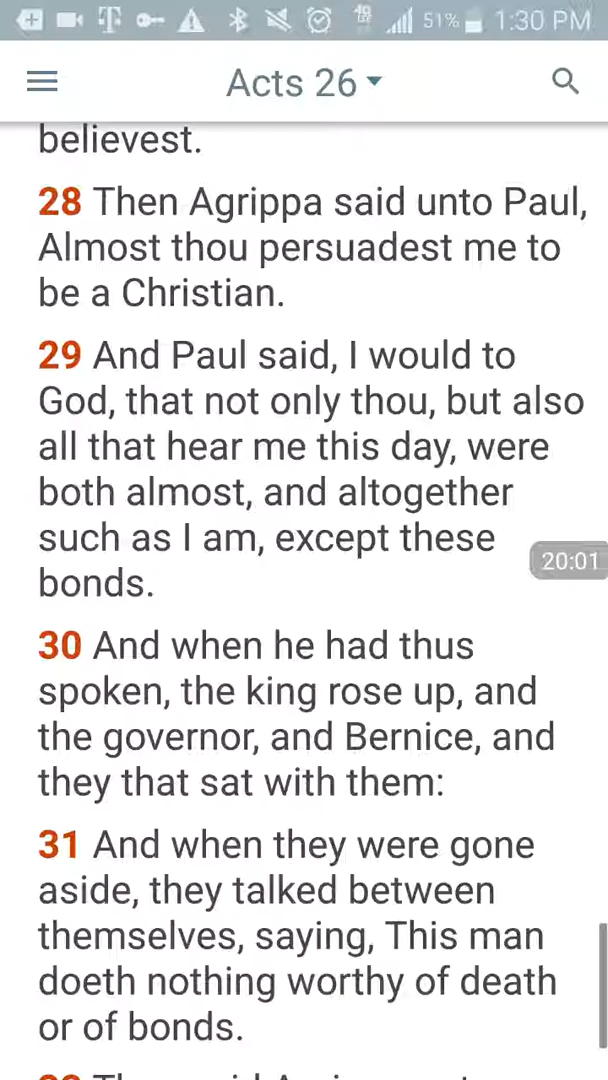 4G
51%
1:30 PM
Acts 26
believest.
28 Then Agrippa said unto Paul,
Almost thou persuadest me to
be a Christian.
29 And Paul said, I would to
God, that not only thou, but also
all that hear me this day, were
both almost, and altogether
such as I am, except these
bonds.
20:01
30 And when he had thus
spoken, the king rose up, and
the governor, and Bernice, and
they that sat with them:
31 And when they were gone
aside, they talked between
themselves, saying, This man
doeth nothing worthy of death
or of bonds.